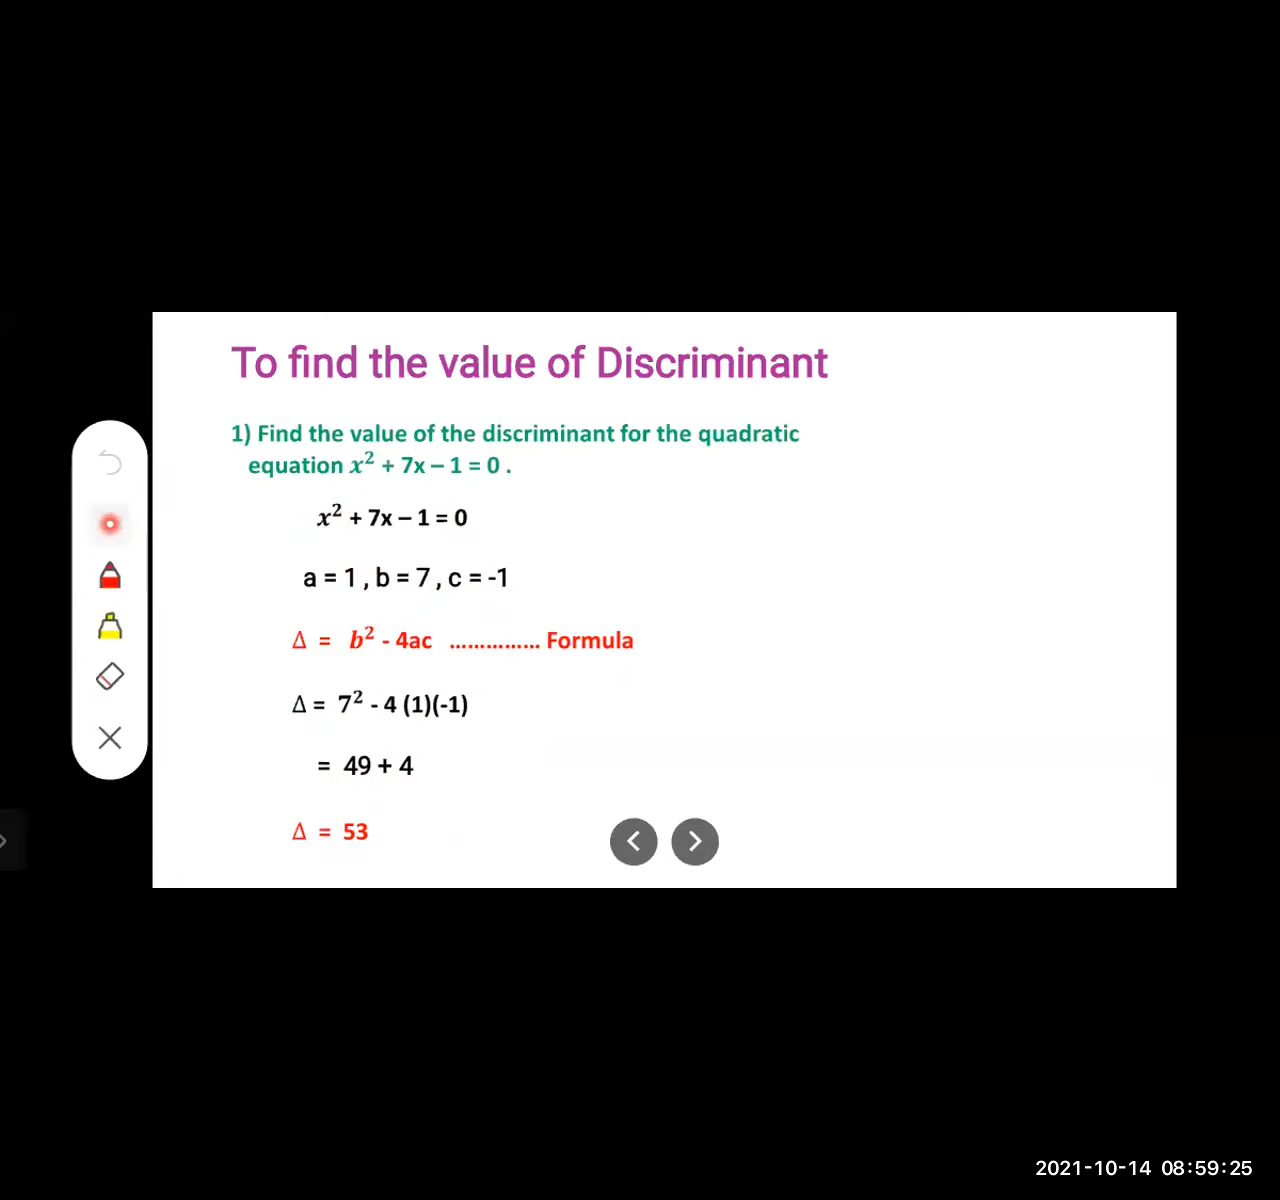 To find the value of Discriminant
1) Find the value of the discriminant for the quadratic
equation x² + 7x – 1 = 0 .
x² + 7x – 1 = 0
a = 1 , b = 7 , c = -1
Δ = b² - 4ac ............... Formula
Δ = 7² - 4 (1)(-1)
= 49 + 4
Δ = 53
2021-10-14 08:59:25